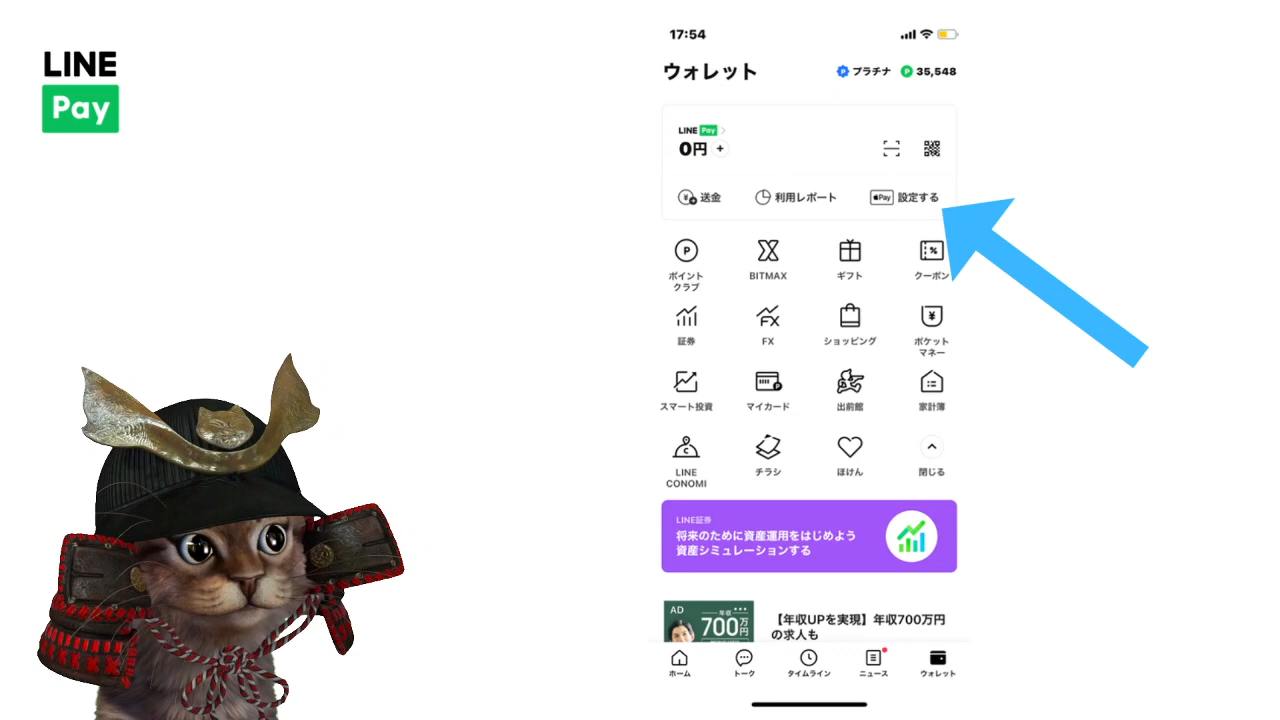 LINE
Pay
17:54
ウォレット
プラチナ
35,548
LINE Pay
0円 +
送金
利用レポート
Pay 設定する
ポイント
クラブ
BITMAX
ギフト
クーポン
証券
FX
FX
ショッピング
ポケット
マネー
スマート投資
マイカード
出前館
家計簿
LINE
CONOMI
チラシ
ほけん
閉じる
LINE証券
将来のために資産運用をはじめよう
資産シミュレーションする
AD
年収
700万円
【年収UPを実現】年収700万円
の求人も
ホーム
トーク
タイムライン
ニュース
ウォレット